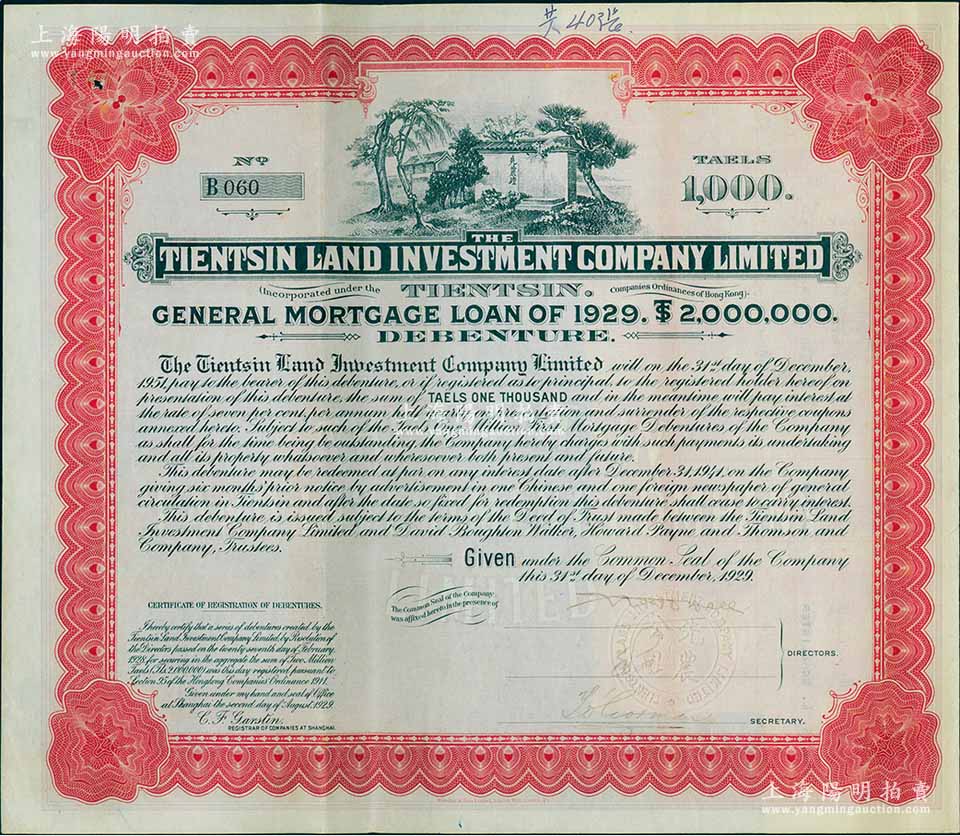 共40张.
上海陽明拍賣
www.yangmingauction.com
No
B 060
TAELS
1,000.
THE
TIENTSIN LAND INVESTMENT COMPANY LIMITED
(Incorporated under the TIENTSIN. Companies Ordinances of Hong Kong).
GENERAL MORTGAGE LOAN OF 1929. T$ 2,000,000.
DEBENTURE.
The Tientsin Land Investment Company Limited will on the 31st day of December,
1951, pay to the bearer of this debenture, or if registered as to principal, to the registered holder hereof on
presentation of this debenture, the sum of TAELS ONE THOUSAND and in the meantime will pay interest at
the rate of seven per cent, per annum half yearly on presentation and surrender of the respective coupons
annexed hereto. Subject to such of the Two and Million Taels Mortgage Debentures of the Company
as shall for the time being be outstanding the Company hereby charges with such payments its undertaking
and all its property whatsoever and wheresoever both present and future.
This debenture may be redeemed at par on any interest date after December 31.1941. on the Company
giving six months' prior notice by advertisement in one Chinese and one foreign newspaper of general
circulation in Tientsin and after the date so fixed for redemption this debenture shall cease to carry interest.
This debenture is issued subject to the terms of the Deed of Trust made between the Tientsin Land
Investment Company Limited and David Boughton Walker, Howard Payne and Thomson and
Company, Trustees.
Given under the Common Seal of the Company
this 31st day of December, 1929.
The Common Seal of the Company
was affixed hereto in the presence of
DIRECTORS.
SECRETARY.
CERTIFICATE OF REGISTRATION OF DEBENTURES.
I hereby certify that a series of debentures created by the
Tientsin Land Investment Company Limited, by Resolution of
the Directors passed on the twenty seventh day of February,
1928 for securing in the aggregate the sum of Two Million
Taels (Tls. 2,000,000) was this day registered pursuant to
Section 95 of the Hongkong Companies' Ordinance 1911.
Given under my hand and seal of Office
at Shanghai the second day of August, 1929.
C. F. Garstin,
REGISTRAR OF COMPANIES AT SHANGHAI.
上海陽明拍賣
www.yangmingauction.com